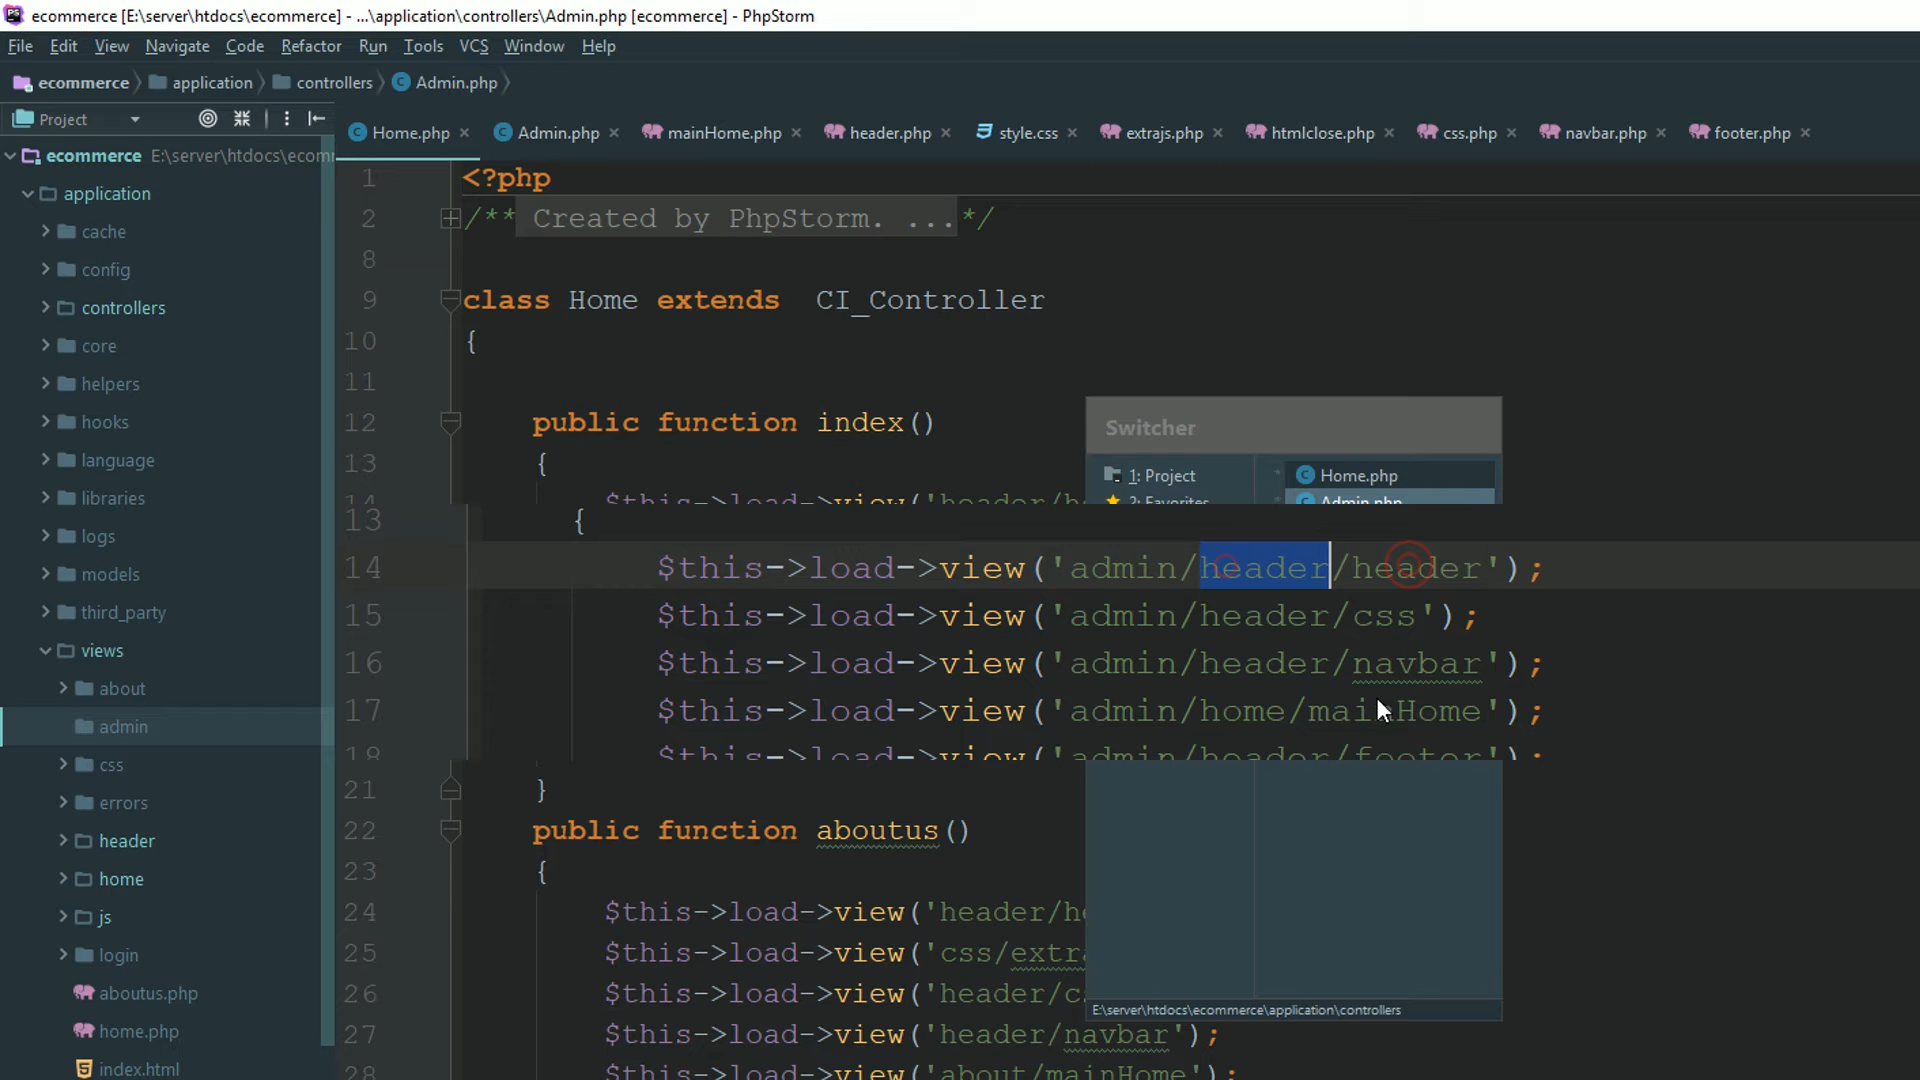 ecommerce [E:\server\htdocs\ecommerce] - ...\application\controllers\Admin.php [ecommerce] - PhpStorm
File Edit View Navigate Code Refactor Run Tools VCS Window Help
ecommerce application controllers Admin.php
Project
Home.php Admin.php mainHome.php header.php style.css extrajs.php htmlclose.php css.php navbar.php footer.php
ecommerce E:\server\htdocs\ecomm
application
cache
config
controllers
core
helpers
hooks
language
libraries
logs
models
third_party
views
about
admin
css
errors
header
home
js
login
aboutus.php
home.php
index.html
1 <?php
2 /** Created by PhpStorm. ...*/
8
9 class Home extends CI_Controller
10 {
11
12 public function index()
13 {
14 $this->load->view('header/he
Switcher
1: Project Home.php
2: Favorites Admin.php
13 {
14 $this->load->view('admin/header/header');
15 $this->load->view('admin/header/css');
16 $this->load->view('admin/header/navbar');
17 $this->load->view('admin/home/mainHome');
18 $this->load->view('admin/header/footer');
21 }
22 public function aboutus()
23 {
24 $this->load->view('header/he
25 $this->load->view('css/extra
26 $this->load->view('header/cs
27 $this->load->view('header/navbar');
28 $this->load->view('about/mainHome');
E:\server\htdocs\ecommerce\application\controllers